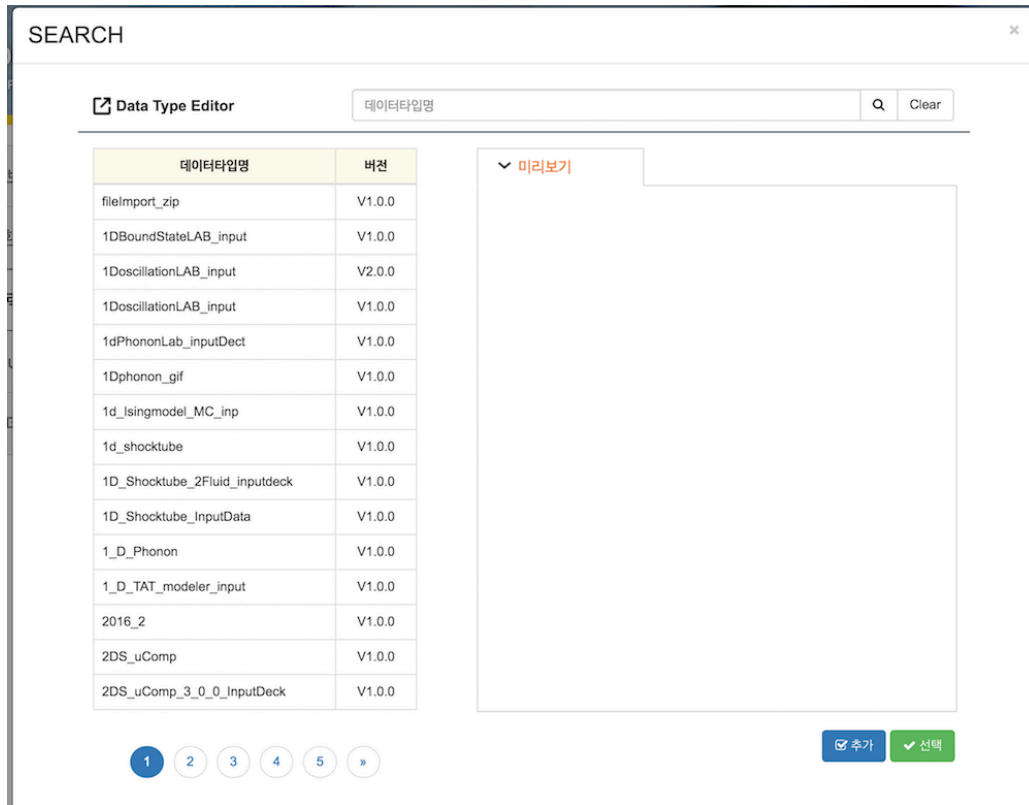 SEARCH ×
Data Type Editor 데이터타입명 Clear
데이터타입명 버전
fileImport_zip V1.0.0
1DBoundStateLAB_input V1.0.0
1DoscillationLAB_input V2.0.0
1DoscillationLAB_input V1.0.0
1dPhononLab_inputDect V1.0.0
1Dphonon_gif V1.0.0
1d_Isingmodel_MC_inp V1.0.0
1d_shocktube V1.0.0
1D_Shocktube_2Fluid_inputdeck V1.0.0
1D_Shocktube_InputData V1.0.0
1_D_Phonon V1.0.0
1_D_TAT_modeler_input V1.0.0
2016_2 V1.0.0
2DS_uComp V1.0.0
2DS_uComp_3_0_0_InputDeck V1.0.0
미리보기
1 2 3 4 5 »
추가 선택